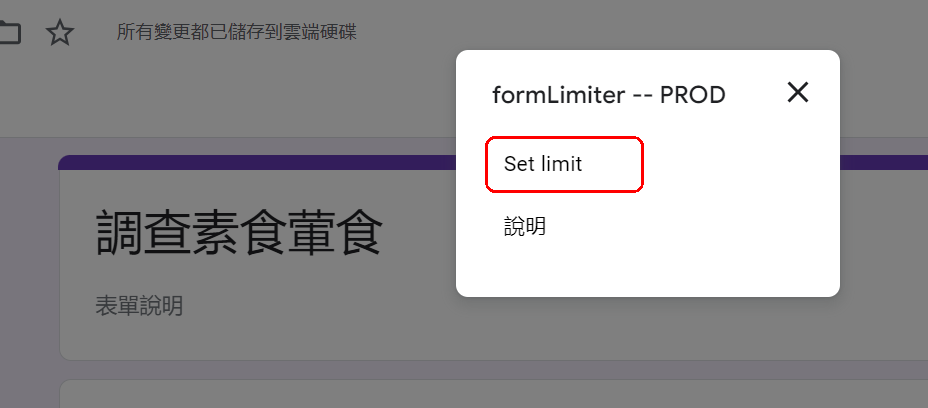 所有變更都已儲存到雲端硬碟
formLimiter -- PROD
Set limit
說明
調查素食葷食
表單說明